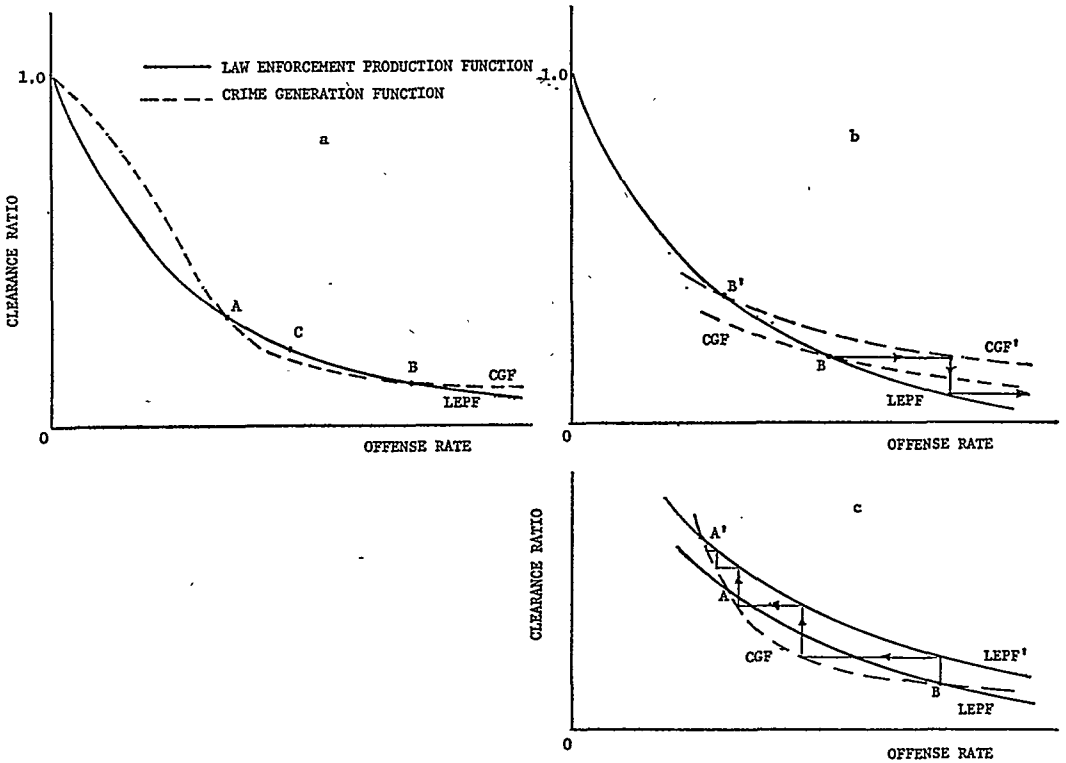 1.0
LAW ENFORCEMENT PRODUCTION FUNCTION
CRIME GENERATION FUNCTION
a
CLEARANCE RATIO
A
C
B
CGF
LEPF
0
OFFENSE RATE
1.0
b
B'
CGF
CGF'
B
LEPF
0
OFFENSE RATE
c
CLEARANCE RATIO
A'
A
CGF
LEPF'
B
LEPF
0
OFFENSE RATE